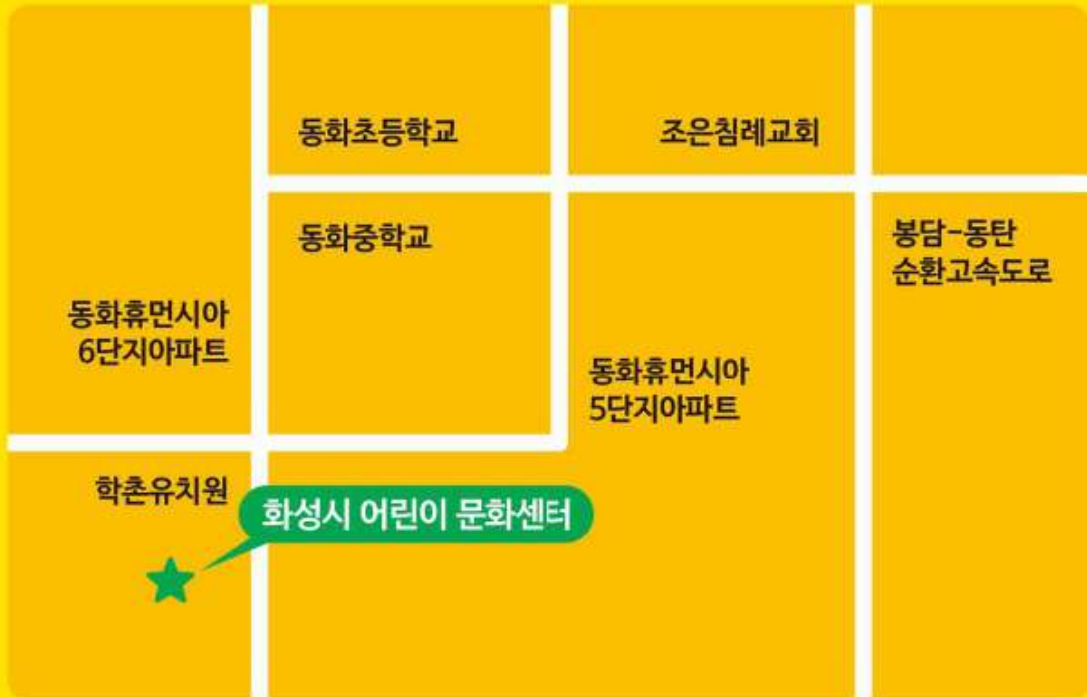 동화초등학교
조은침례교회
동화중학교
봉담-동탄
순환고속도로
동화휴먼시아
6단지아파트
동화휴먼시아
5단지아파트
학촌유치원
화성시 어린이 문화센터